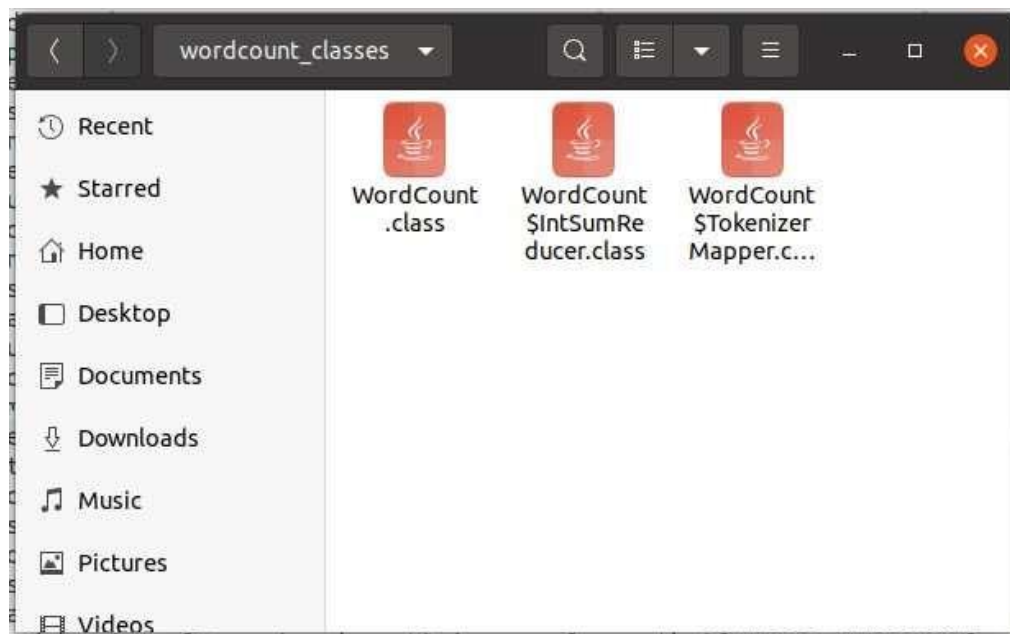 wordcount_classes
Recent
Starred
Home
Desktop
Documents
Downloads
Music
Pictures
Videos
WordCount
.class
WordCount
$IntSumRe
ducer.class
WordCount
$Tokenizer
Mapper.c...